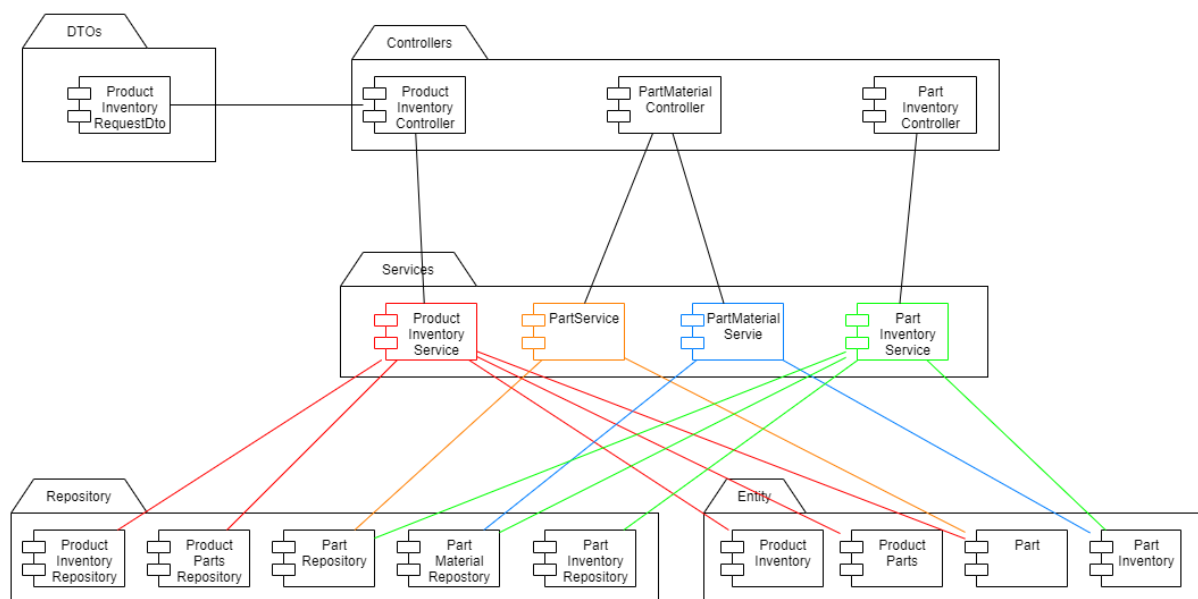 DTOs
Product
Inventory
RequestDto
Controllers
Product
Inventory
Controller
PartMaterial
Controller
Part
Inventory
Controller
Services
Product
Inventory
Service
PartService
PartMaterial
Servie
Part
Inventory
Service
Repository
Product
Inventory
Repository
Product
Parts
Repository
Part
Repository
Part
Material
Repostory
Part
Inventory
Repository
Entity
Product
Inventory
Product
Parts
Part
Part
Inventory